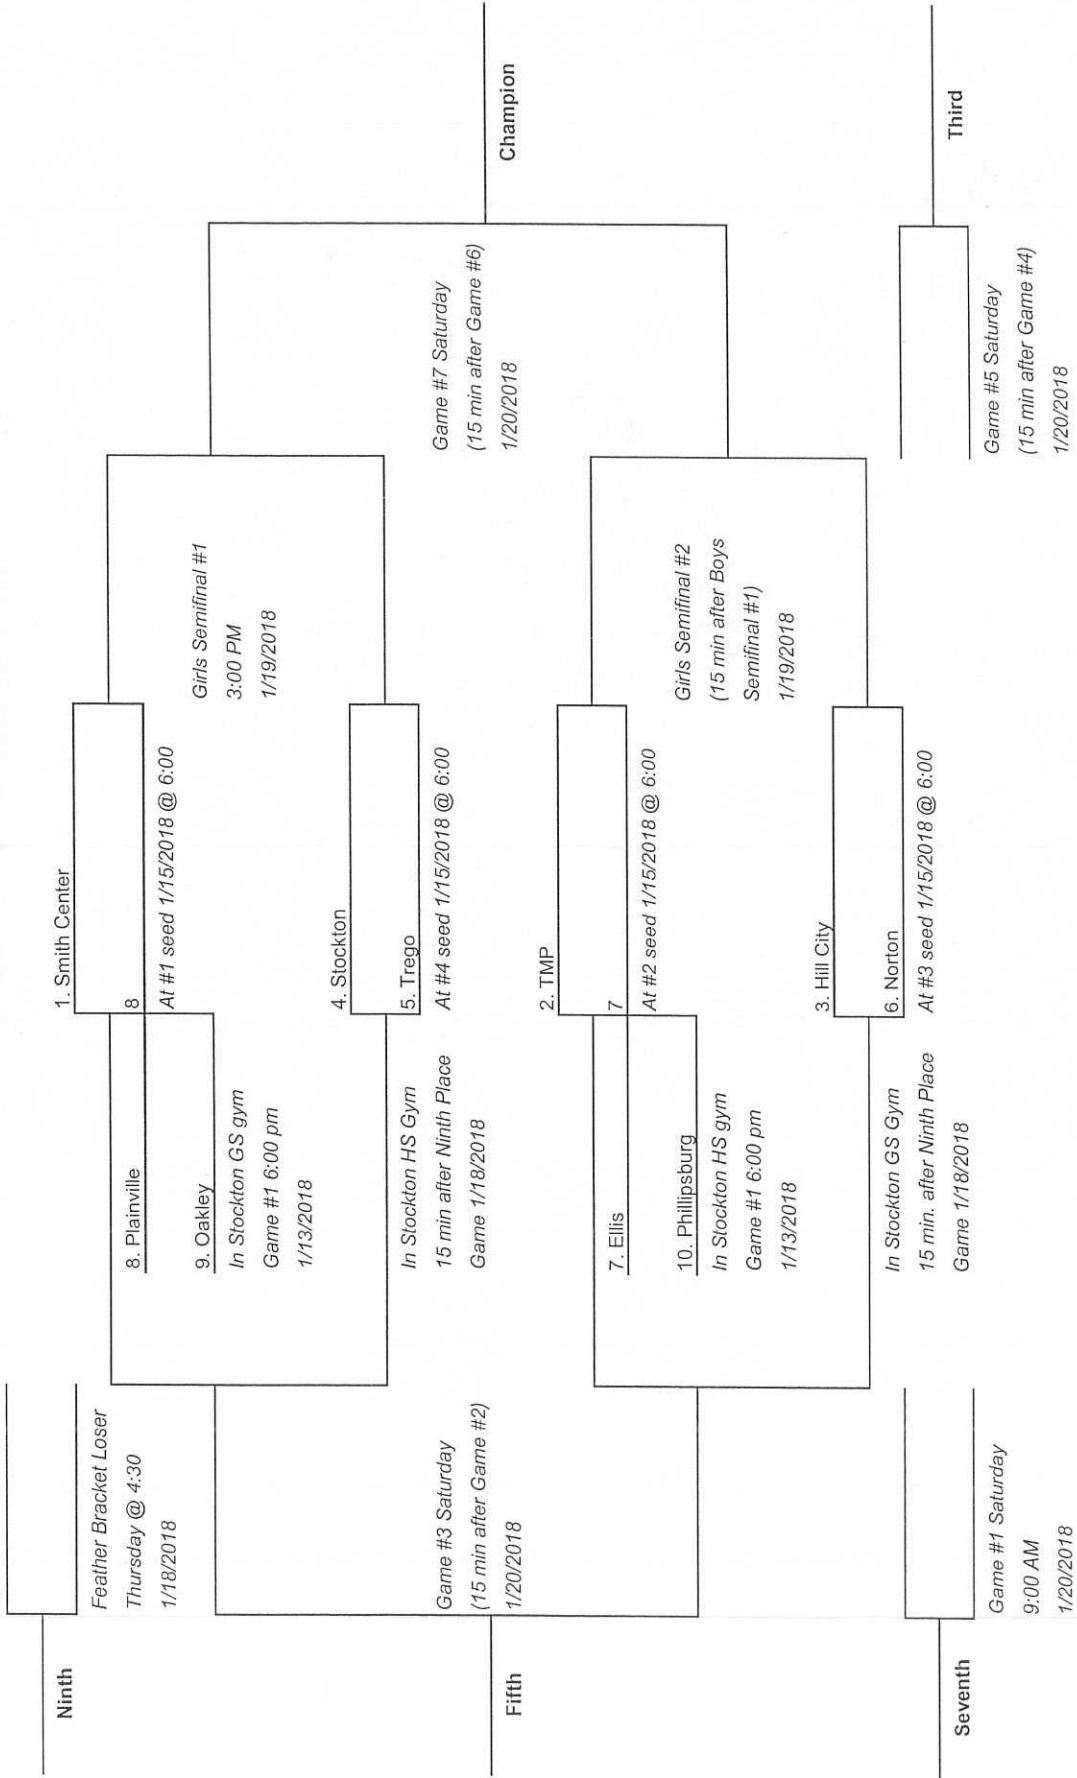 Ninth
Feather Bracket Loser
Thursday @ 4:30
1/18/2018
1. Smith Center
8. Plainville
8
At #1 seed 1/15/2018 @ 6:00
9. Oakley
In Stockton GS gym
Game #1 6:00 pm
1/13/2018
Girls Semifinal #1
3:00 PM
1/19/2018
4. Stockton
5. Trego
At #4 seed 1/15/2018 @ 6:00
In Stockton HS Gym
15 min after Ninth Place
Game 1/18/2018
Game #3 Saturday
(15 min after Game #2)
1/20/2018
Fifth
Game #7 Saturday
(15 min after Game #6)
1/20/2018
Champion
2. TMP
7. Ellis
7
At #2 seed 1/15/2018 @ 6:00
10. Phillipsburg
In Stockton HS gym
Game #1 6:00 pm
1/13/2018
Girls Semifinal #2
(15 min after Boys
Semifinal #1)
1/19/2018
3. Hill City
6. Norton
At #3 seed 1/15/2018 @ 6:00
In Stockton GS Gym
15 min. after Ninth Place
Game 1/18/2018
Seventh
Game #1 Saturday
9:00 AM
1/20/2018
Third
Game #5 Saturday
(15 min after Game #4)
1/20/2018